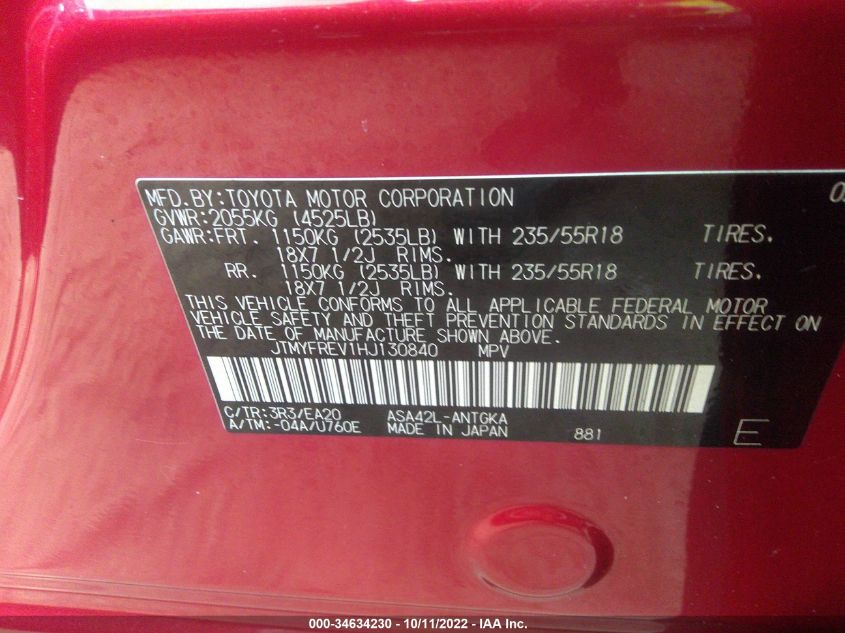 MFD.BY:TOYOTA MOTOR CORPORATION
GVWR:2055KG (4525LB)
GAWR:FRT. 1150KG (2535LB) WITH 235/55R18 TIRES.
18X7 1/2J RIMS.
RR. 1150KG (2535LB) WITH 235/55R18 TIRES.
18X7 1/2J RIMS.
THIS VEHICLE CONFORMS TO ALL APPLICABLE FEDERAL MOTOR
VEHICLE SAFETY AND THEFT PREVENTION STANDARDS IN EFFECT ON
THE DATE OF MANUFACTURE SHOWN ABOVE.
JTMYFREV1HJ130840 MPV
C/TR:3R3/EA20 ASA42L-ANTGKA
A/TM:-04A/U760E MADE IN JAPAN 881 E
000-34634230 - 10/11/2022 - IAA Inc.